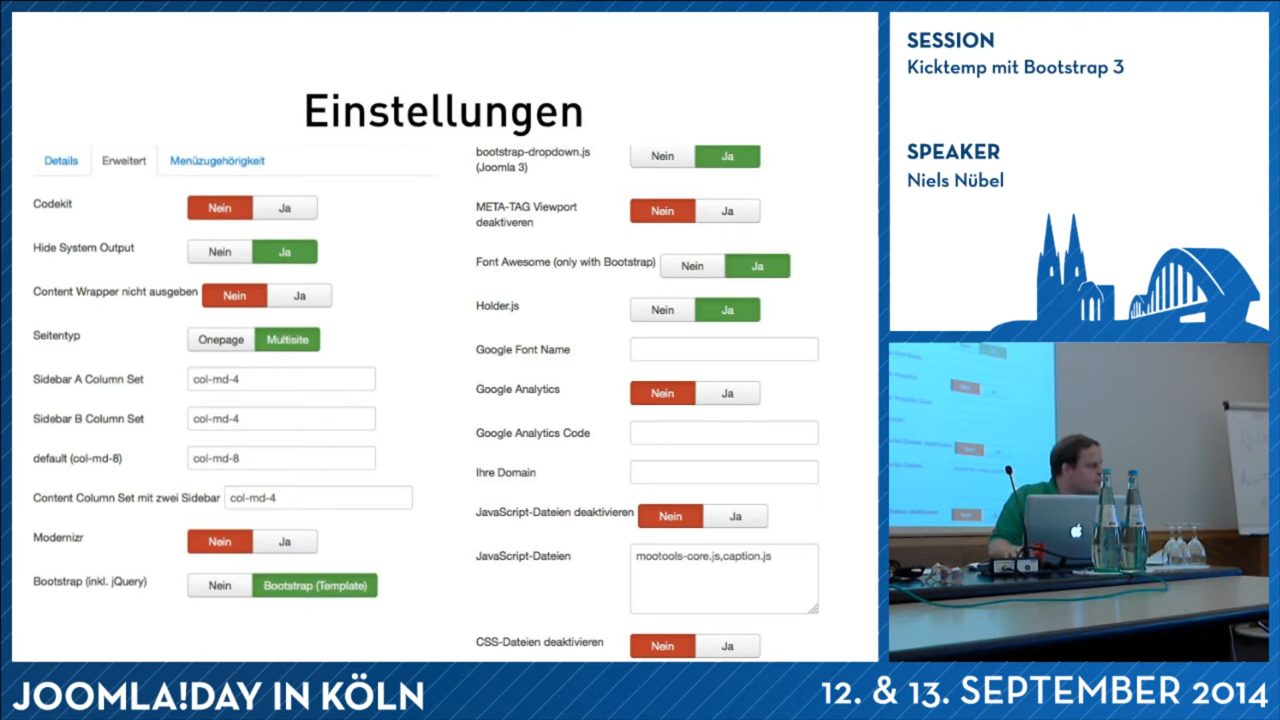 Einstellungen
Details Erweitert Menüzugehörigkeit
Codekit Nein Ja
Hide System Output Nein Ja
Content Wrapper nicht ausgeben Nein Ja
Seitentyp Onepage Multisite
Sidebar A Column Set col-md-4
Sidebar B Column Set col-md-4
default (col-md-8) col-md-8
Content Column Set mit zwei Sidebar col-md-4
Modernizr Nein Ja
Bootstrap (inkl. jQuery) Nein Bootstrap (Template)
bootstrap-dropdown.js
(Joomla 3) Nein Ja
META-TAG Viewport
deaktiveren Nein Ja
Font Awesome (only with Bootstrap) Nein Ja
Holder.js Nein Ja
Google Font Name
Google Analytics Nein Ja
Google Analytics Code
Ihre Domain
JavaScript-Dateien deaktivieren Nein Ja
JavaScript-Dateien mootools-core.js,caption.js
CSS-Dateien deaktivieren Nein Ja
SESSION
Kicktemp mit Bootstrap 3
SPEAKER
Niels Nübel
JOOMLA!DAY IN KÖLN
12. & 13. SEPTEMBER 2014